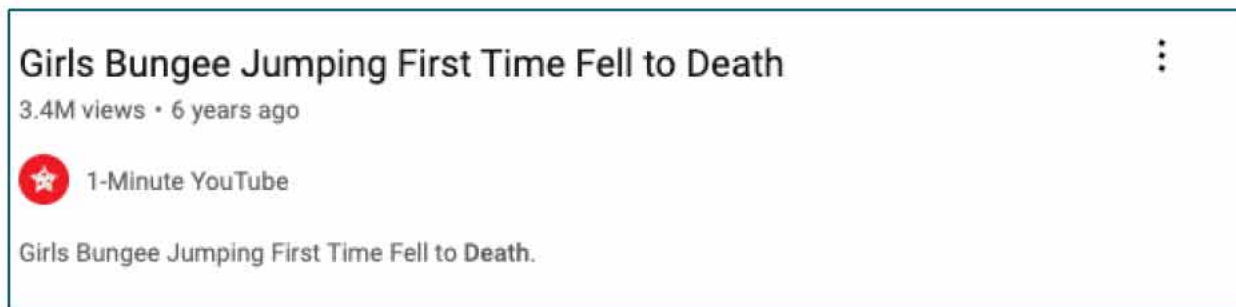 Girls Bungee Jumping First Time Fell to Death
3.4M views • 6 years ago
1-Minute YouTube
Girls Bungee Jumping First Time Fell to Death.